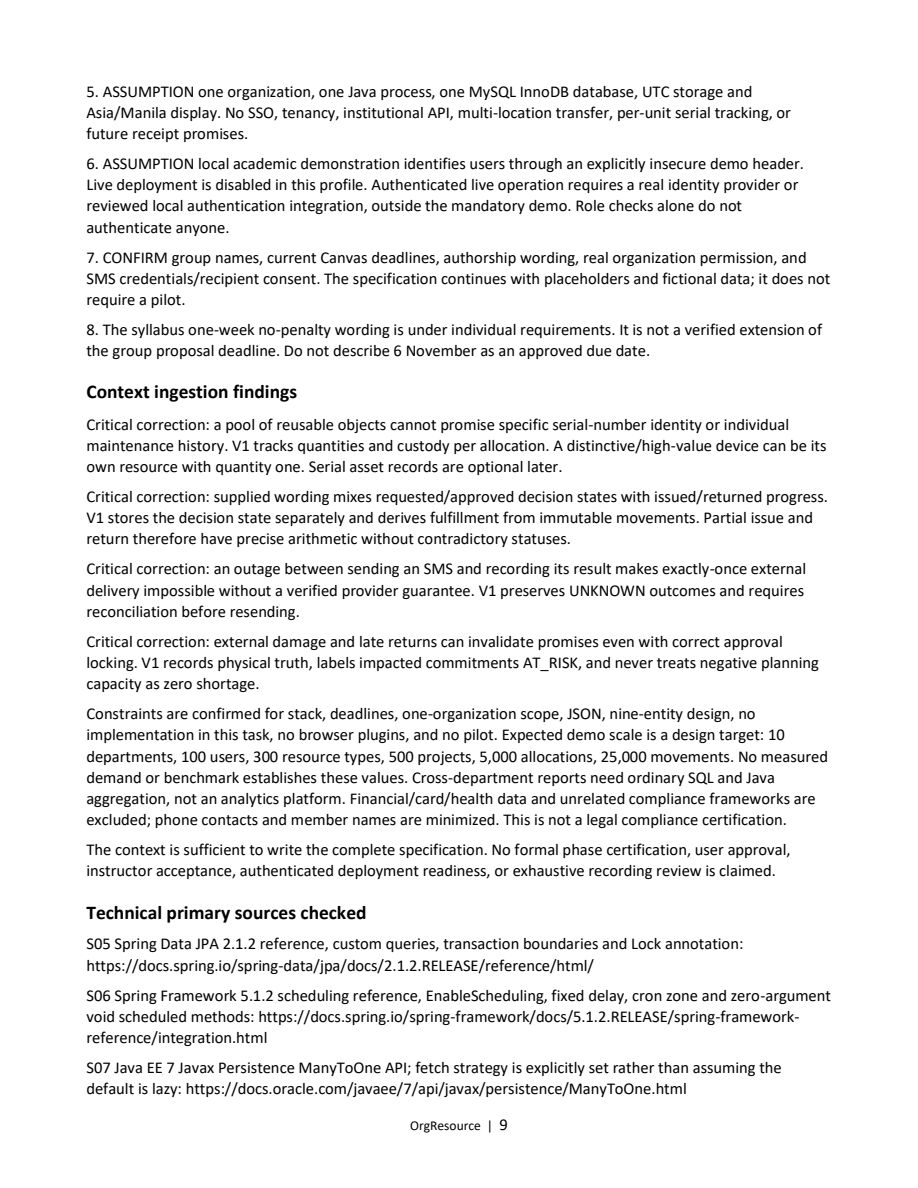 5. ASSUMPTION one organization, one Java process, one MySQL InnoDB database, UTC storage and
Asia/Manila display. No SSO, tenancy, institutional API, multi-location transfer, per-unit serial tracking, or
future receipt promises.
6. ASSUMPTION local academic demonstration identifies users through an explicitly insecure demo header.
Live deployment is disabled in this profile. Authenticated live operation requires a real identity provider or
reviewed local authentication integration, outside the mandatory demo. Role checks alone do not
authenticate anyone.
7. CONFIRM group names, current Canvas deadlines, authorship wording, real organization permission, and
SMS credentials/recipient consent. The specification continues with placeholders and fictional data; it does not
require a pilot.
8. The syllabus one-week no-penalty wording is under individual requirements. It is not a verified extension of
the group proposal deadline. Do not describe 6 November as an approved due date.
Context ingestion findings
Critical correction: a pool of reusable objects cannot promise specific serial-number identity or individual
maintenance history. V1 tracks quantities and custody per allocation. A distinctive/high-value device can be its
own resource with quantity one. Serial asset records are optional later.
Critical correction: supplied wording mixes requested/approved decision states with issued/returned progress.
V1 stores the decision state separately and derives fulfillment from immutable movements. Partial issue and
return therefore have precise arithmetic without contradictory statuses.
Critical correction: an outage between sending an SMS and recording its result makes exactly-once external
delivery impossible without a verified provider guarantee. V1 preserves UNKNOWN outcomes and requires
reconciliation before resending.
Critical correction: external damage and late returns can invalidate promises even with correct approval
locking. V1 records physical truth, labels impacted commitments AT_RISK, and never treats negative planning
capacity as zero shortage.
Constraints are confirmed for stack, deadlines, one-organization scope, JSON, nine-entity design, no
implementation in this task, no browser plugins, and no pilot. Expected demo scale is a design target: 10
departments, 100 users, 300 resource types, 500 projects, 5,000 allocations, 25,000 movements. No measured
demand or benchmark establishes these values. Cross-department reports need ordinary SQL and Java
aggregation, not an analytics platform. Financial/card/health data and unrelated compliance frameworks are
excluded; phone contacts and member names are minimized. This is not a legal compliance certification.
The context is sufficient to write the complete specification. No formal phase certification, user approval,
instructor acceptance, authenticated deployment readiness, or exhaustive recording review is claimed.
Technical primary sources checked
S05 Spring Data JPA 2.1.2 reference, custom queries, transaction boundaries and Lock annotation:
https://docs.spring.io/spring-data/jpa/docs/2.1.2.RELEASE/reference/html/
S06 Spring Framework 5.1.2 scheduling reference, EnableScheduling, fixed delay, cron zone and zero-argument
void scheduled methods: https://docs.spring.io/spring-framework/docs/5.1.2.RELEASE/spring-framework-
reference/integration.html
S07 Java EE 7 Javax Persistence ManyToOne API; fetch strategy is explicitly set rather than assuming the
default is lazy: https://docs.oracle.com/javaee/7/api/javax/persistence/ManyToOne.html
OrgResource | 9